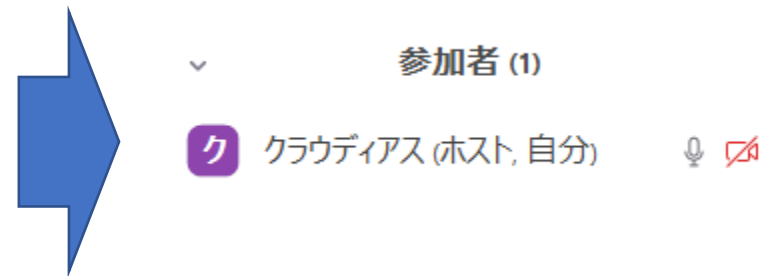 参加者 (1)
ク クラウディアス (ホスト, 自分)